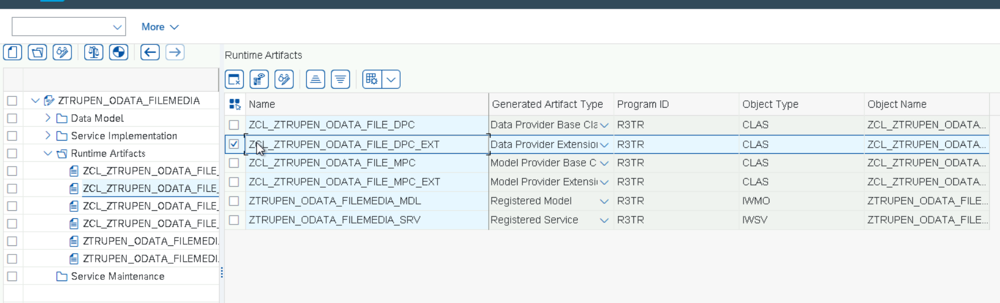 More
Runtime Artifacts
Name Generated Artifact Type Program ID Object Type Object Name
ZCL_ZTRUPEN_ODATA_FILE_DPC Data Provider Base Cla R3TR CLAS ZCL_ZTRUPEN_ODATA...
ZCL_ZTRUPEN_ODATA_FILE_DPC_EXT Data Provider Extension R3TR CLAS ZCL_ZTRUPEN_ODATA...
ZCL_ZTRUPEN_ODATA_FILE_MPC Model Provider Base C R3TR CLAS ZCL_ZTRUPEN_ODATA...
ZCL_ZTRUPEN_ODATA_FILE_MPC_EXT Model Provider Extensi R3TR CLAS ZCL_ZTRUPEN_ODATA...
ZTRUPEN_ODATA_FILEMEDIA_MDL Registered Model R3TR IWMO ZTRUPEN_ODATA_FILE...
ZTRUPEN_ODATA_FILEMEDIA_SRV Registered Service R3TR IWSV ZTRUPEN_ODATA_FILE...
ZTRUPEN_ODATA_FILEMEDIA
Data Model
Service Implementation
Runtime Artifacts
ZCL_ZTRUPEN_ODATA_FILE_
ZCL_ZTRUPEN_ODATA_FILE_
ZCL_ZTRUPEN_ODATA_FILE_
ZCL_ZTRUPEN_ODATA_FILE_
ZTRUPEN_ODATA_FILEMEDI
ZTRUPEN_ODATA_FILEMEDI
Service Maintenance